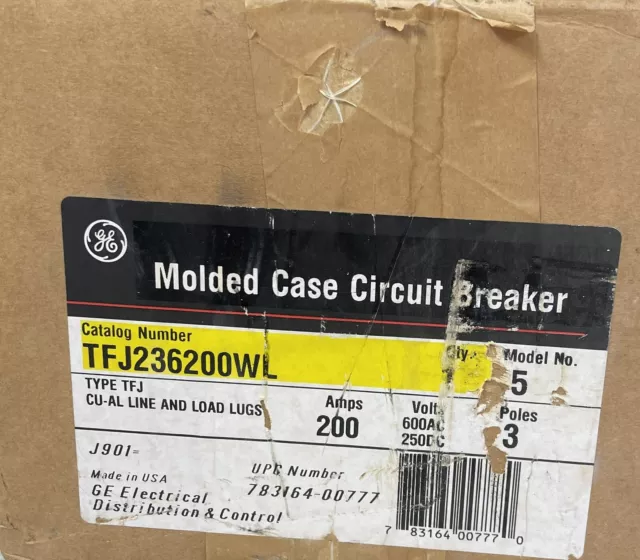 GE
Molded Case Circuit Breaker
Catalog Number
TFJ236200WL
Qty.
Model No.
5
TYPE TFJ
CU-AL LINE AND LOAD LUGS
Amps
200
Volts
600AC
250DC
Poles
3
J901=
Made in USA
GE Electrical
Distribution & Control
UPC Number
783164-00777
7 83164 00777 0